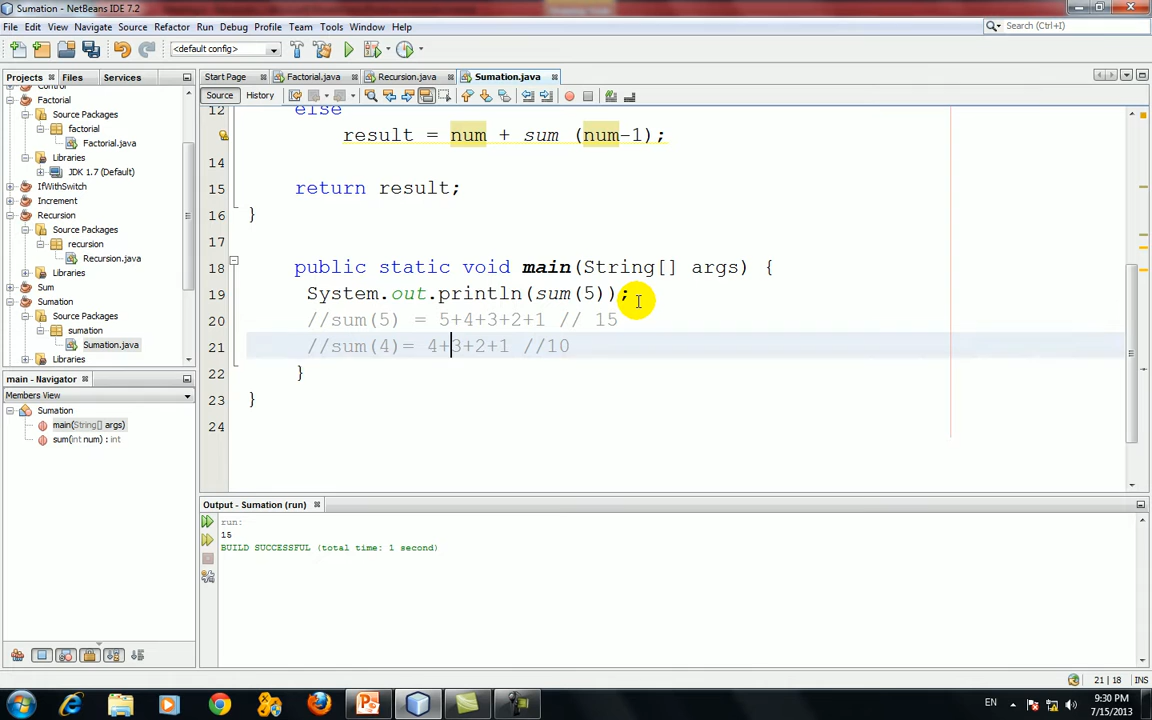 Sumation - NetBeans IDE 7.2
File Edit View Navigate Source Refactor Run Debug Profile Team Tools Window Help
Search (Ctrl+I)
<default config>
Projects Files Services
Start Page Factorial.java Recursion.java Sumation.java
Source History
Control
Factorial
Source Packages
factorial
Factorial.java
Libraries
JDK 1.7 (Default)
IfWithSwitch
Increment
Recursion
Source Packages
recursion
Recursion.java
Libraries
Sum
Sumation
Source Packages
sumation
Sumation.java
Libraries
12 else
result = num + sum (num-1);
14
15 return result;
16 }
17
18 public static void main(String[] args) {
19 System.out.println(sum(5));
20 //sum(5) = 5+4+3+2+1 // 15
21 //sum(4)= 4+3+2+1 //10
22 }
23 }
24
main - Navigator
Members View
Sumation
main(String[] args)
sum(int num) : int
Output - Sumation (run)
run:
15
BUILD SUCCESSFUL (total time: 1 second)
21 | 18 INS
EN
9:30 PM
7/15/2013